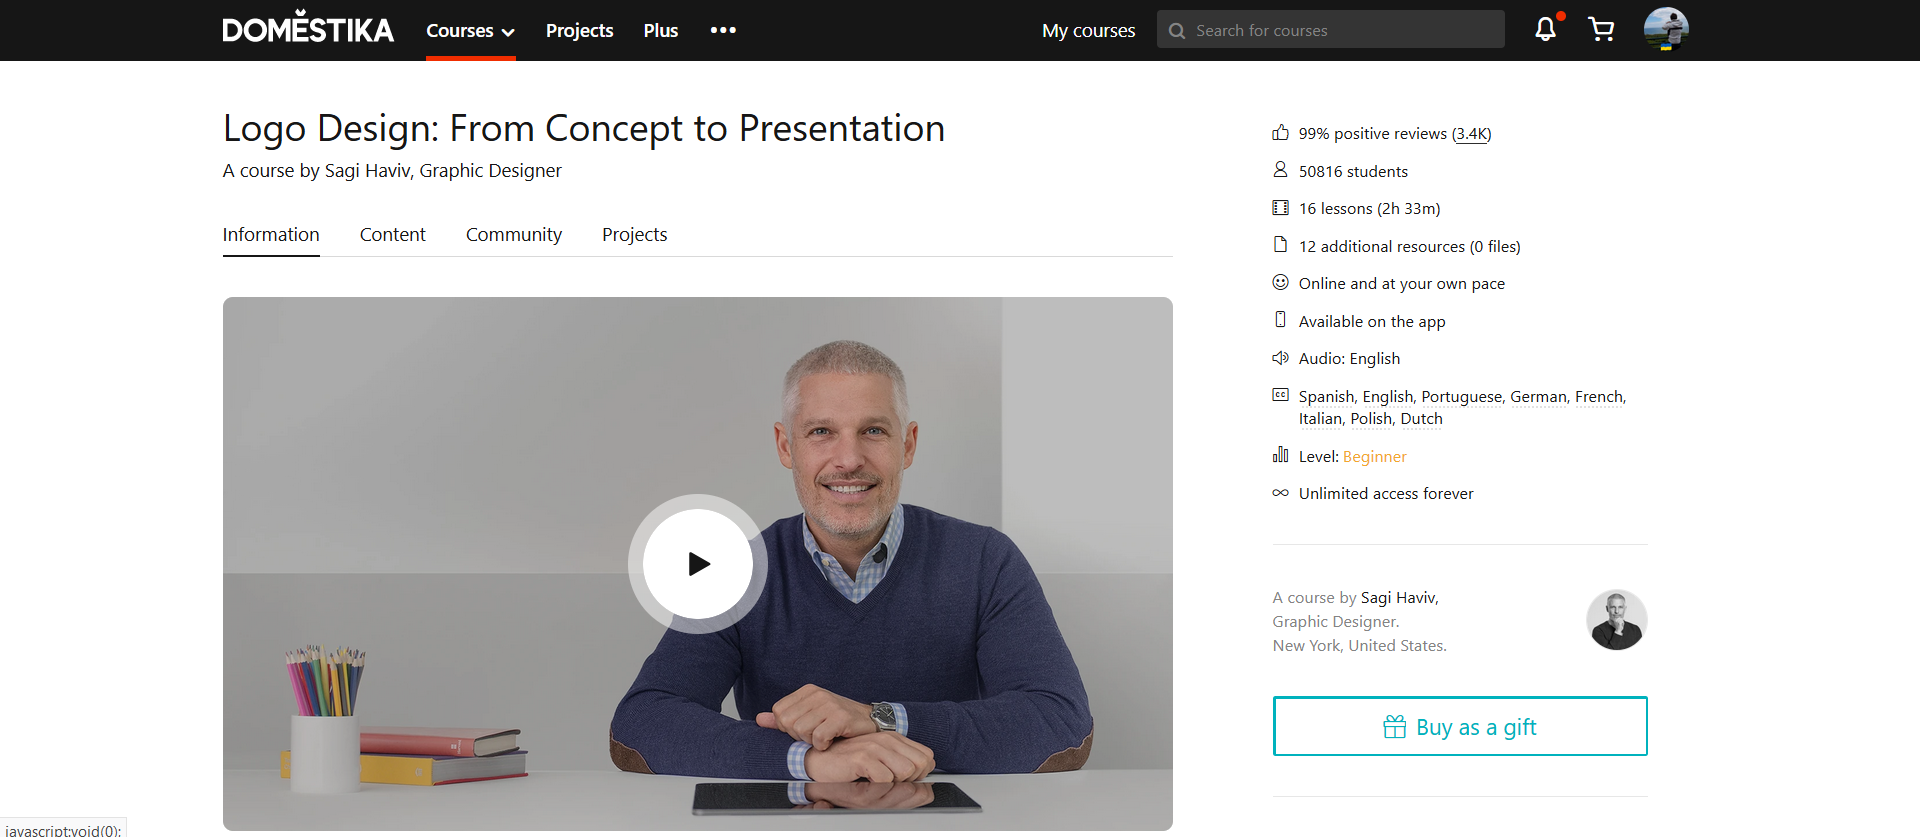 DOMESTIKA
Courses
Projects
Plus
My courses
Search for courses
Logo Design: From Concept to Presentation
A course by Sagi Haviv, Graphic Designer
Information
Content
Community
Projects
99% positive reviews (3.4K)
50816 students
16 lessons (2h 33m)
12 additional resources (0 files)
Online and at your own pace
Available on the app
Audio: English
CC
Spanish, English, Portuguese, German, French,
Italian, Polish, Dutch
Level: Beginner
Unlimited access forever
A course by Sagi Haviv,
Graphic Designer.
New York, United States.
Buy as a gift
javascript:void(0);